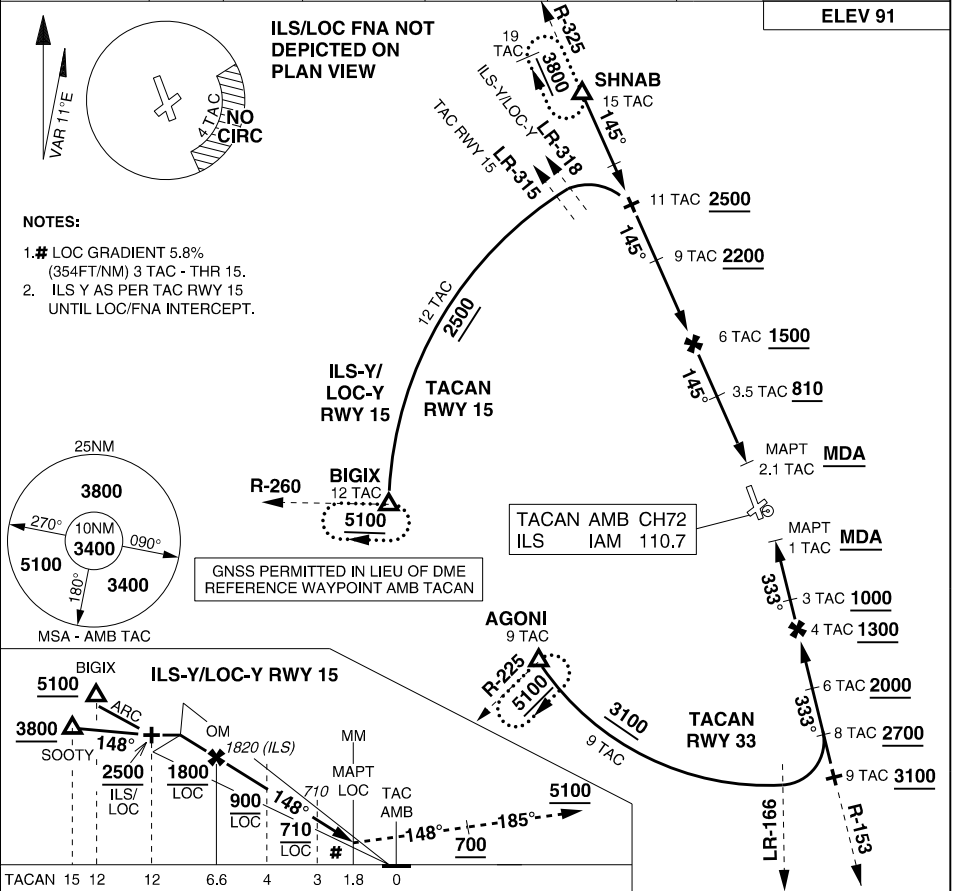 ELEV 91
ILS/LOC FNA NOT
DEPICTED ON
PLAN VIEW
VAR 11°E
4 TAC
NO
CIRC
R-325
19
TAC
3800
SHNAB
15 TAC
145°
ILS-Y/LOC-Y
LR-318
TAC RWY 15
LR-315
11 TAC 2500
145°
9 TAC 2200
6 TAC 1500
145°
3.5 TAC 810
MAPT
2.1 TAC MDA
NOTES:
1.# LOC GRADIENT 5.8%
(354FT/NM) 3 TAC - THR 15.
2. ILS Y AS PER TAC RWY 15
UNTIL LOC/FNA INTERCEPT.
12 TAC
2500
ILS-Y/
LOC-Y
RWY 15
TACAN
RWY 15
R-260
BIGIX
12 TAC
5100
25NM
3800
270°
10NM
3400
090°
5100
3400
180°
MSA - AMB TAC
GNSS PERMITTED IN LIEU OF DME
REFERENCE WAYPOINT AMB TACAN
TACAN AMB CH72
ILS IAM 110.7
MAPT
1 TAC MDA
333°
3 TAC 1000
4 TAC 1300
6 TAC 2000
333°
8 TAC 2700
9 TAC 3100
R-153
LR-166
AGONI
9 TAC
R-225
5100
3100
9 TAC
TACAN
RWY 33
BIGIX
ILS-Y/LOC-Y RWY 15
5100
ARC
3800
SOOTY
148°
2500
ILS/
LOC
OM
1820 (ILS)
1800
LOC
900
LOC
148°
710
710
LOC
#
MM
MAPT
LOC
TAC
AMB
148°
185°
5100
700
TACAN 15 12 12 6.6 4 3 1.8 0